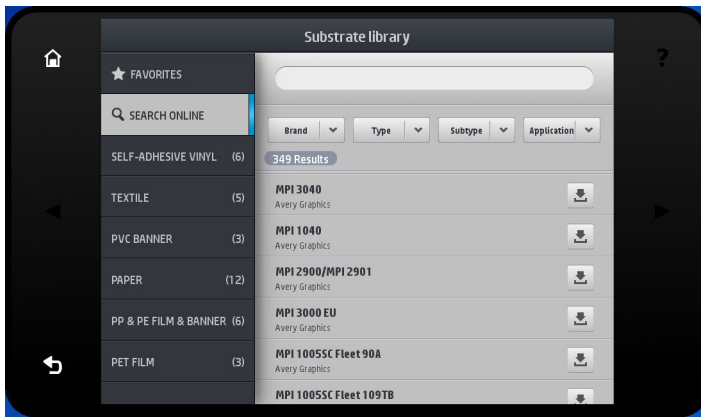 Substrate library
?
FAVORITES
SEARCH ONLINE
SELF-ADHESIVE VINYL (6)
TEXTILE (5)
PVC BANNER (3)
PAPER (12)
PP & PE FILM & BANNER (6)
PET FILM (3)
Brand Type Subtype Application
349 Results
MPI 3040
Avery Graphics
MPI 1040
Avery Graphics
MPI 2900/MPI 2901
Avery Graphics
MPI 3000 EU
Avery Graphics
MPI 1005SC Fleet 90A
Avery Graphics
MPI 1005SC Fleet 109TB